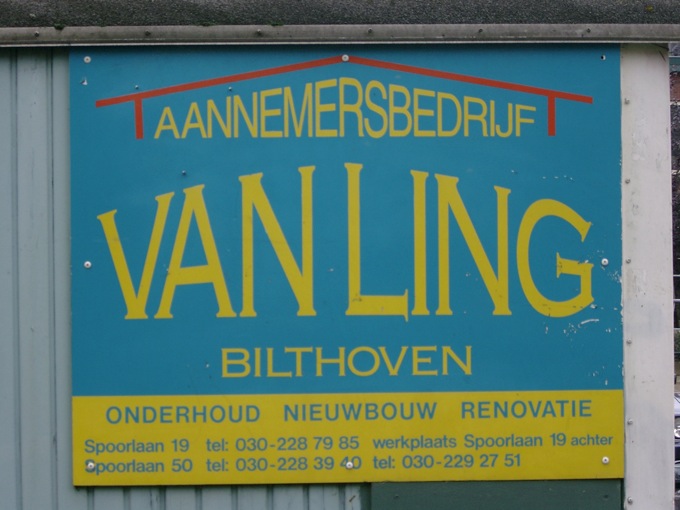 AANNEMERSBEDRIJF
VAN LING
BILTHOVEN
ONDERHOUD NIEUWBOUW RENOVATIE
Spoorlaan 19 tel: 030-228 79 85 werkplaats Spoorlaan 19 achter
Spoorlaan 50 tel: 030-228 39 40 tel: 030-229 27 51